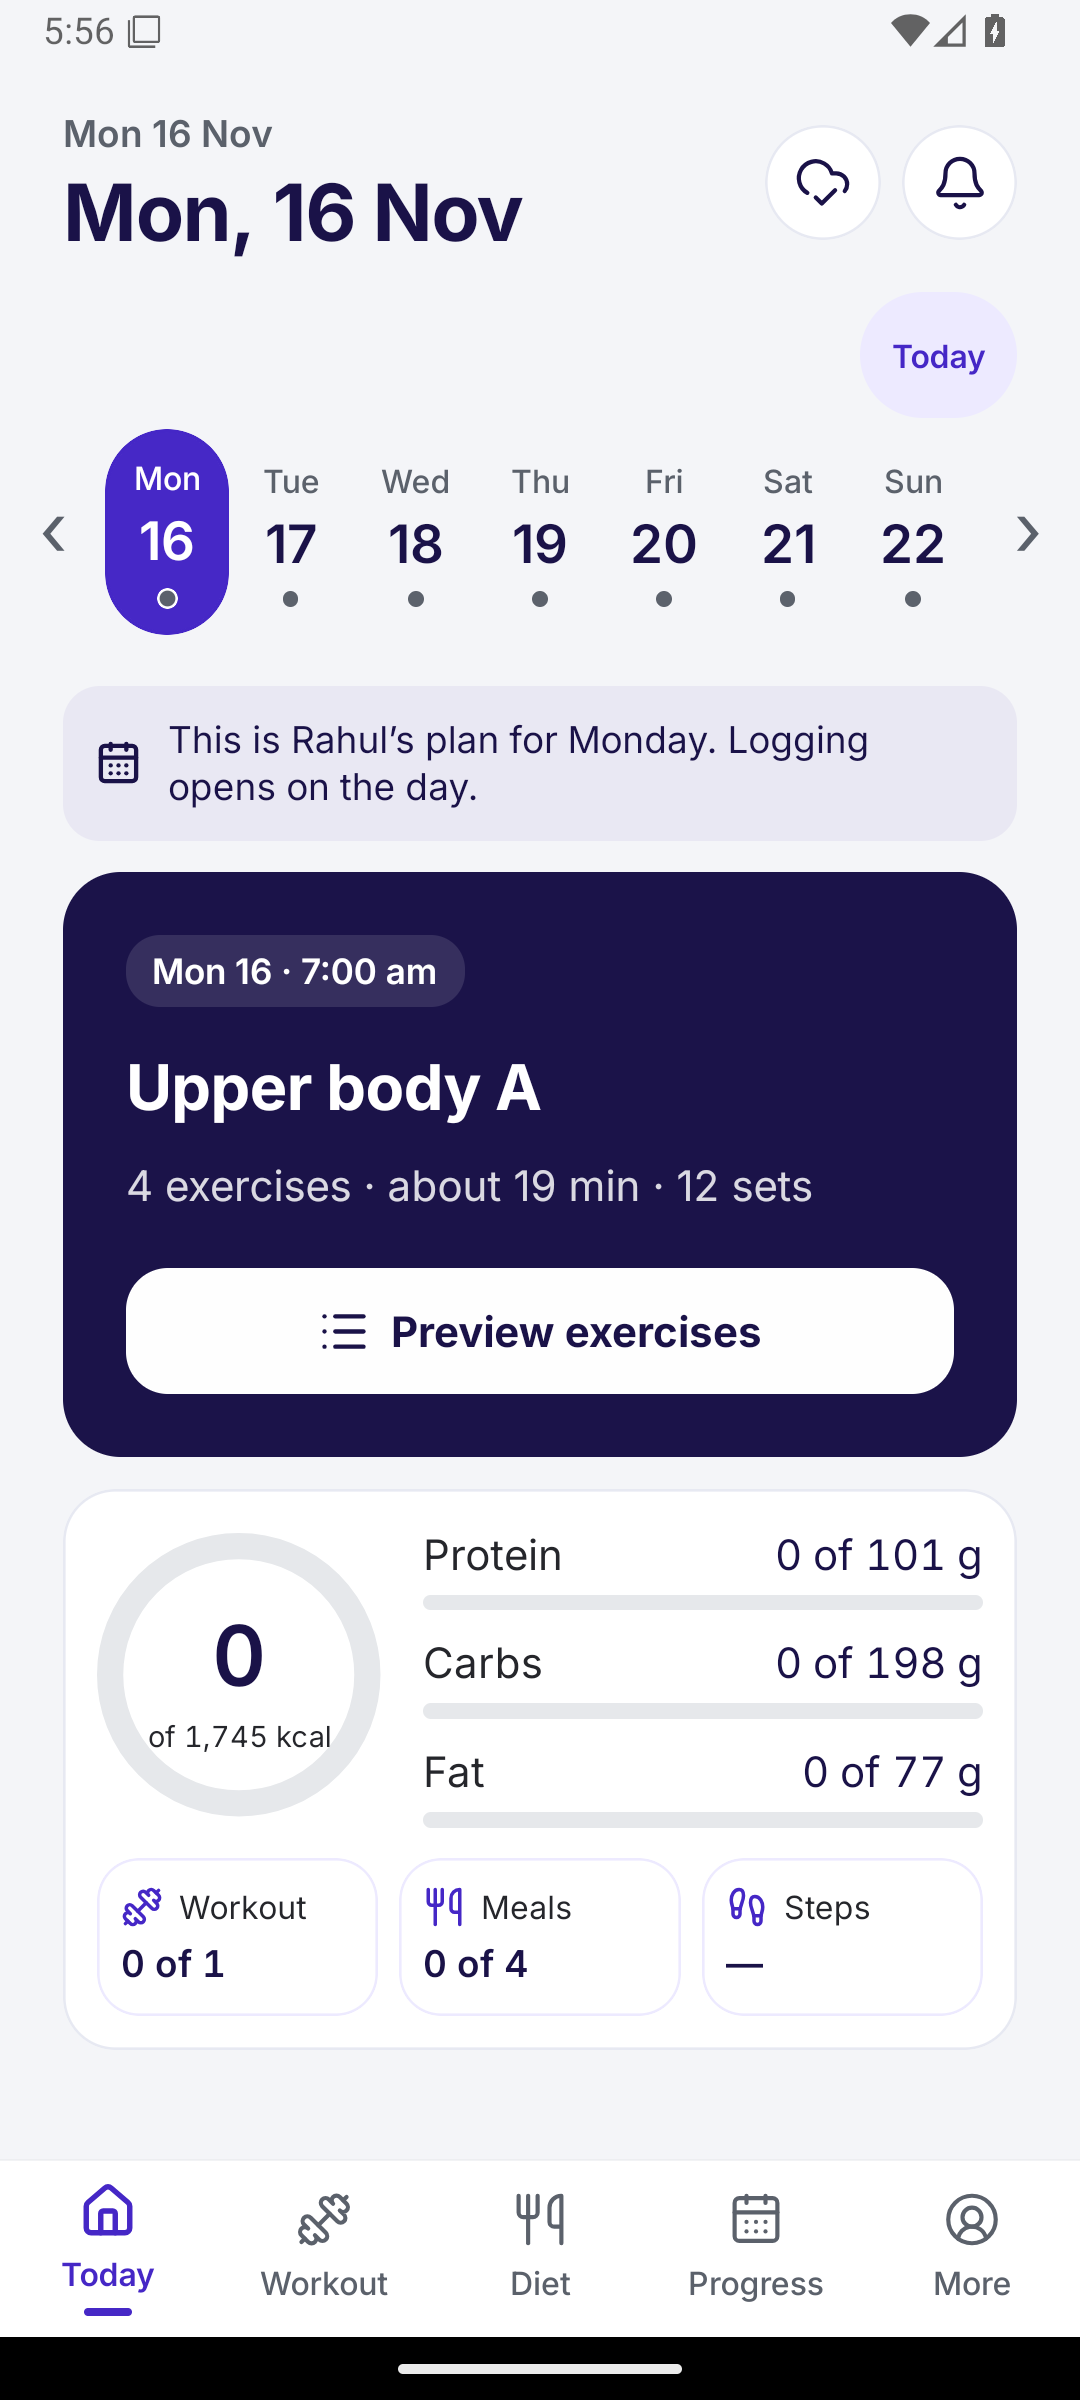 5:56
Mon 16 Nov
Mon, 16 Nov
Today
Mon Tue Wed Thu Fri Sat Sun
16 17 18 19 20 21 22
This is Rahul’s plan for Monday. Logging
opens on the day.
Mon 16 · 7:00 am
Upper body A
4 exercises · about 19 min · 12 sets
Preview exercises
0
of 1,745 kcal
Protein 0 of 101 g
Carbs 0 of 198 g
Fat 0 of 77 g
Workout
0 of 1
Meals
0 of 4
Steps
—
Today Workout Diet Progress More